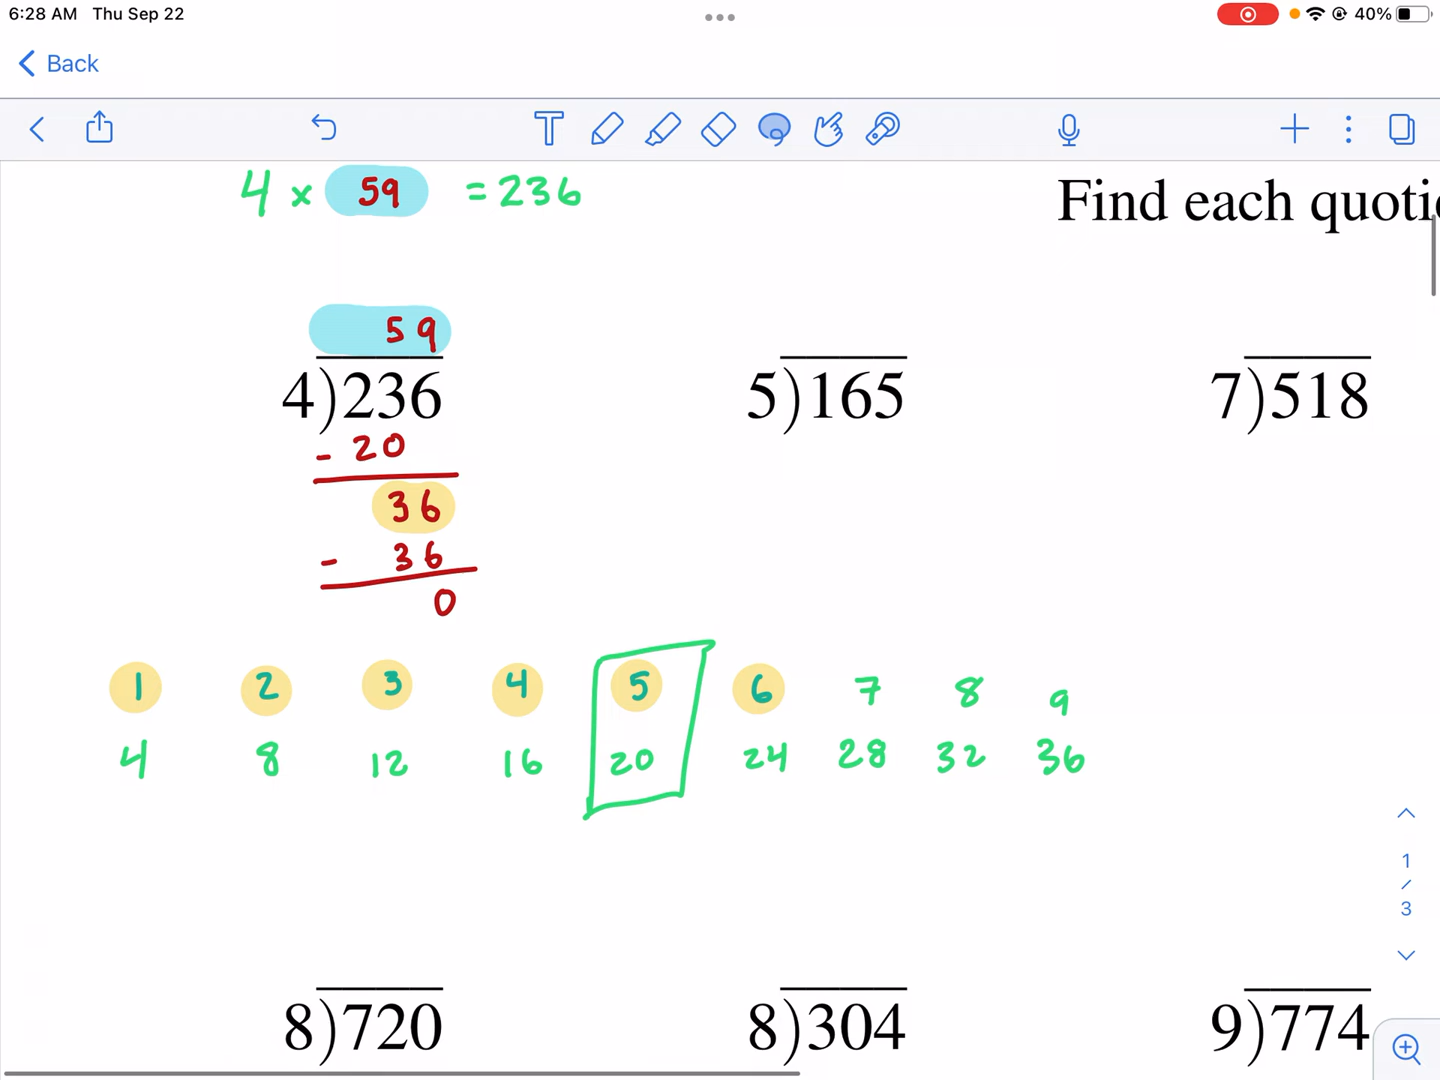 6:28 AM Thu Sep 22 40%
Back
T
4 × 59 = 236
Find each quoti
59
4)236
5)165
7)518
- 20
36
- 36
0
1 2 3 4 5 6 7 8 9
4 8 12 16 20 24 28 32 36
1
/
3
8)720
8)304
9)774